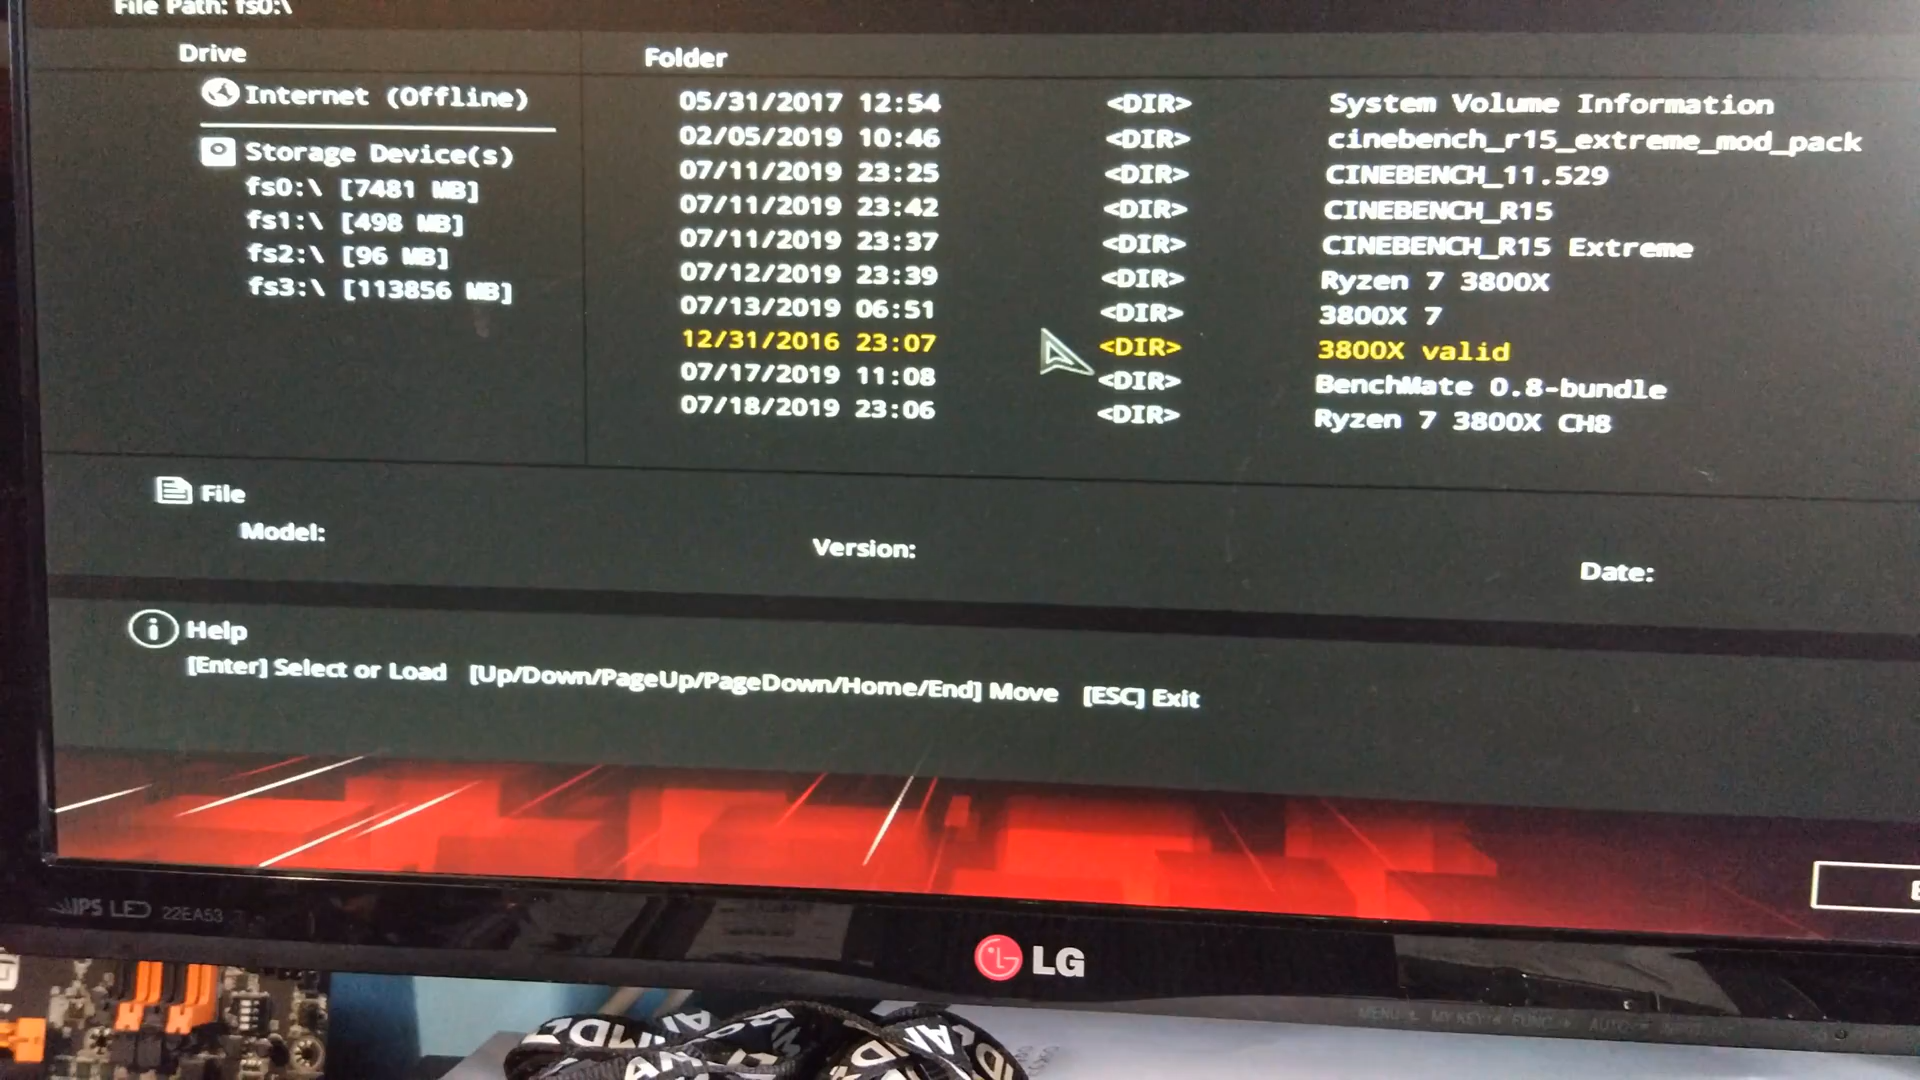 File Path: fs0:\
Drive
Folder
Internet (Offline)
Storage Device(s)
fs0:\ [7481 MB]
fs1:\ [498 MB]
fs2:\ [96 MB]
fs3:\ [113856 MB]
05/31/2017 12:54 <DIR> System Volume Information
02/05/2019 10:46 <DIR> cinebench_r15_extreme_mod_pack
07/11/2019 23:25 <DIR> CINEBENCH_11.529
07/11/2019 23:42 <DIR> CINEBENCH_R15
07/11/2019 23:37 <DIR> CINEBENCH_R15 Extreme
07/12/2019 23:39 <DIR> Ryzen 7 3800X
07/13/2019 06:51 <DIR> 3800X 7
12/31/2016 23:07 <DIR> 3800X valid
07/17/2019 11:08 <DIR> BenchMate 0.8-bundle
07/18/2019 23:06 <DIR> Ryzen 7 3800X CH8
File
Model: Version: Date:
Help
[Enter] Select or Load [Up/Down/PageUp/PageDown/Home/End] Move [ESC] Exit
IPS LED 22EA53
LG
MENU MY KEY FUNC AUTO
AMD